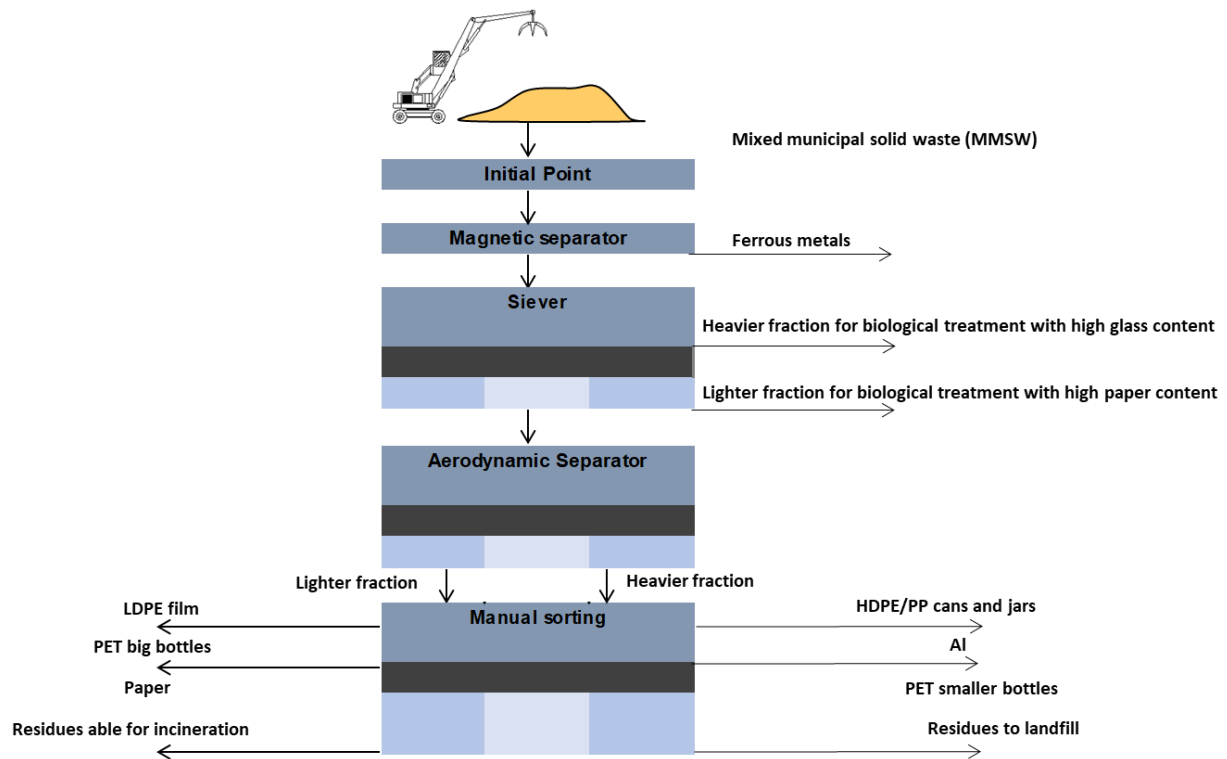 Mixed municipal solid waste (MMSW)
Initial Point
Magnetic separator
Ferrous metals
Siever
Heavier fraction for biological treatment with high glass content
Lighter fraction for biological treatment with high paper content
Aerodynamic Separator
Lighter fraction
Heavier fraction
LDPE film
Manual sorting
HDPE/PP cans and jars
PET big bottles
Al
Paper
PET smaller bottles
Residues able for incineration
Residues to landfill